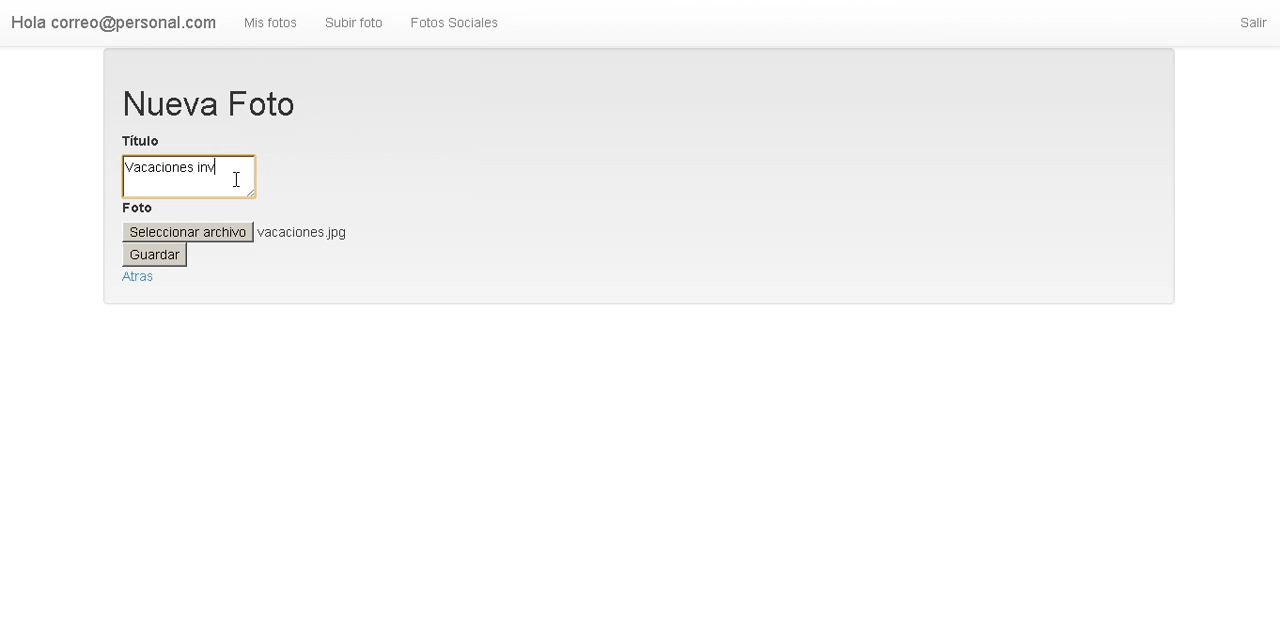 Hola correo@personal.com Mis fotos Subir foto Fotos Sociales Salir
Nueva Foto
Título
Vacaciones inv
Foto
Seleccionar archivo vacaciones.jpg
Guardar
Atras